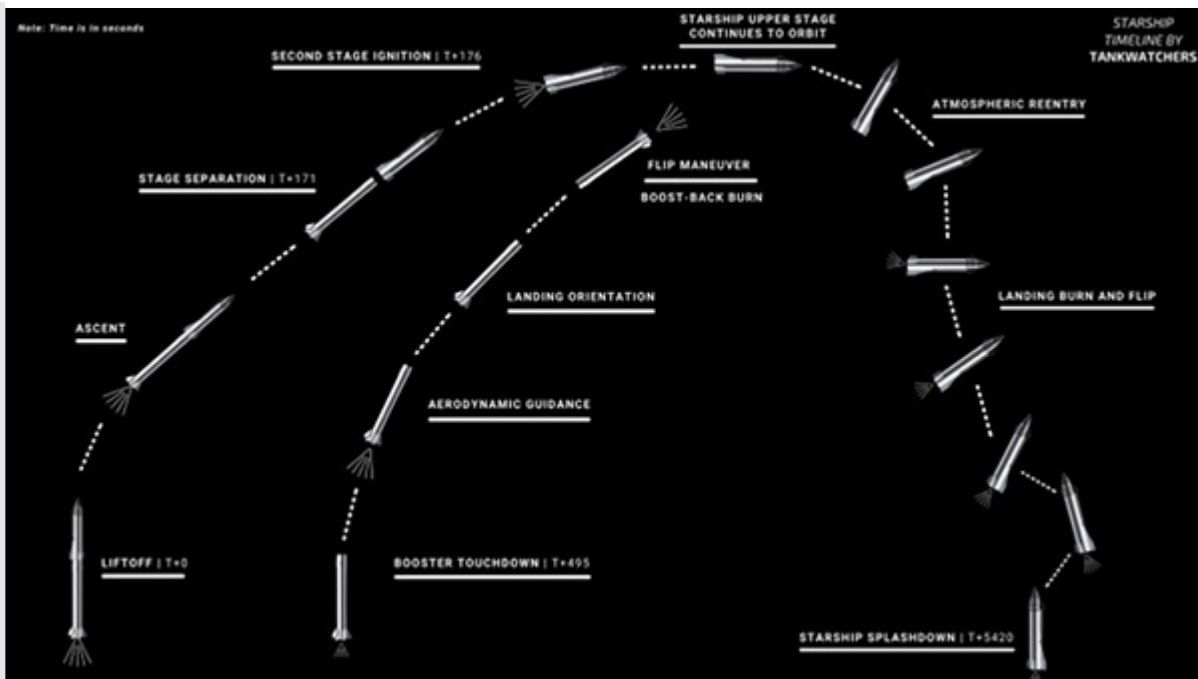 Note: Time is in seconds
STARSHIP UPPER STAGE
CONTINUES TO ORBIT
STARSHIP
TIMELINE BY
TANKWATCHERS
SECOND STAGE IGNITION | T+176
ATMOSPHERIC REENTRY
FLIP MANEUVER
BOOST-BACK BURN
STAGE SEPARATION | T+171
LANDING ORIENTATION
LANDING BURN AND FLIP
ASCENT
AERODYNAMIC GUIDANCE
LIFTOFF | T+0
BOOSTER TOUCHDOWN | T+495
STARSHIP SPLASHDOWN | T+5420